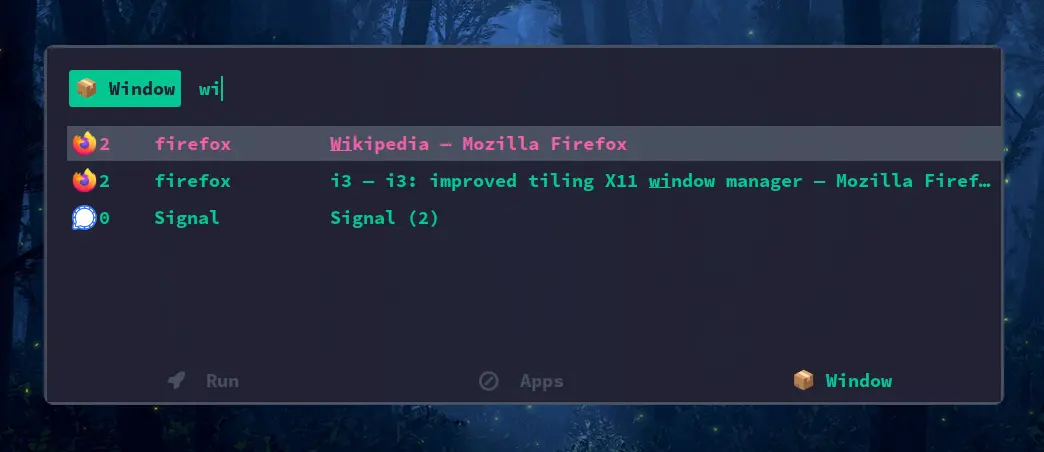 Window wi
2 firefox Wikipedia — Mozilla Firefox
2 firefox i3 — i3: improved tiling X11 window manager — Mozilla Firef…
0 Signal Signal (2)
Run Apps Window